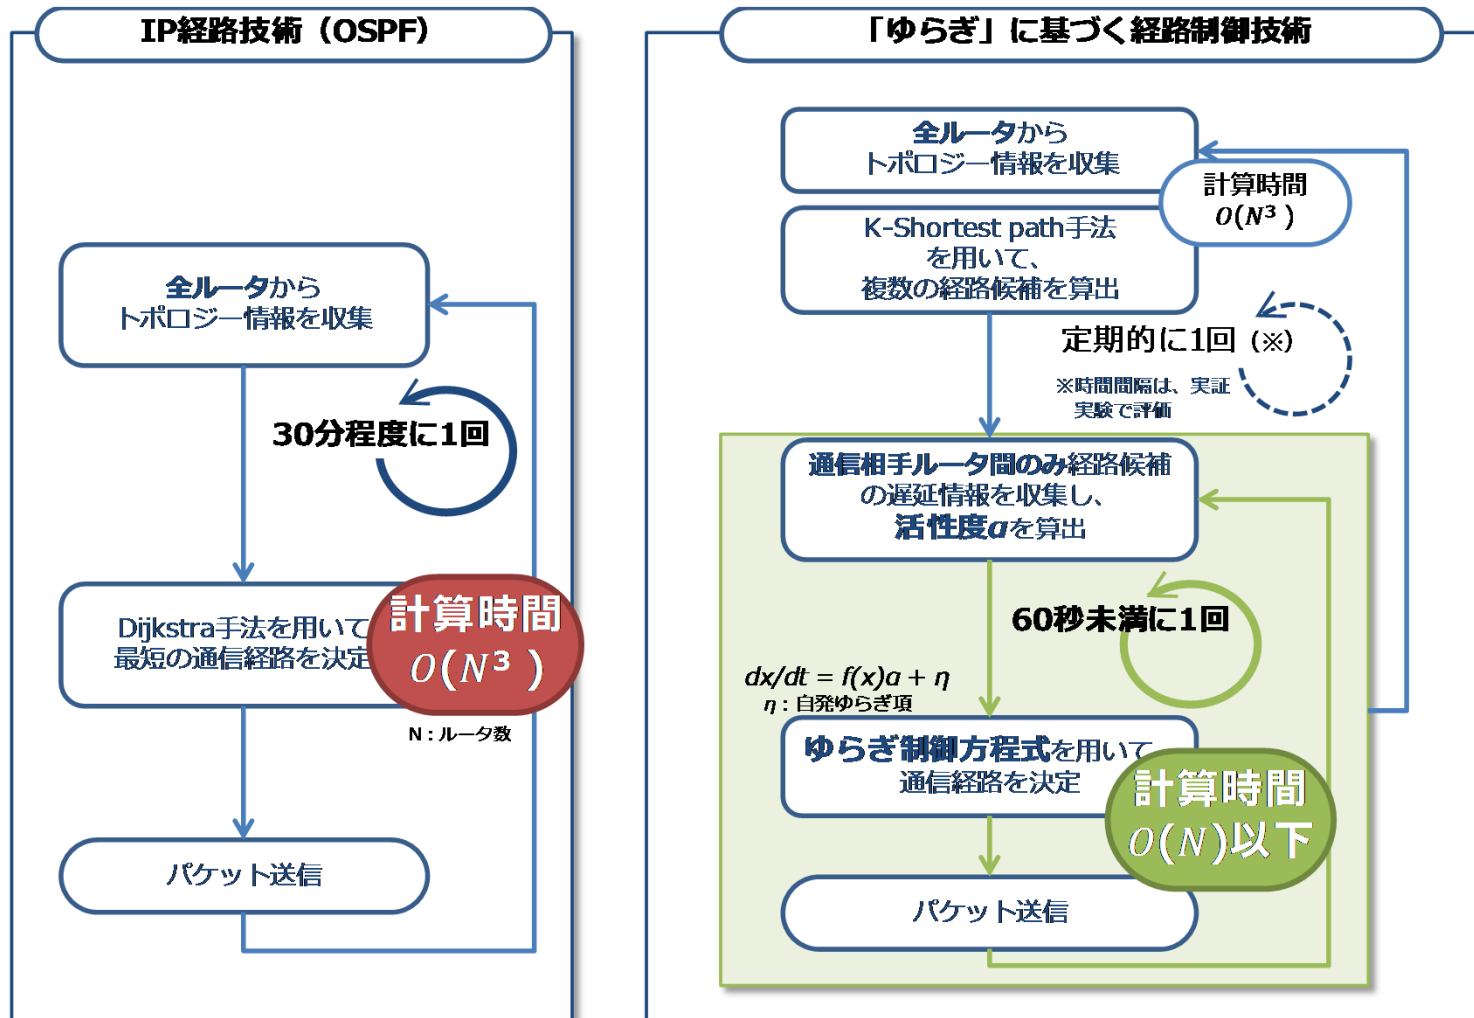 IP経路技術（OSPF）
全ルータから
トポロジー情報を収集
30分程度に1回
Dijkstra手法を用いて
最短の通信経路を決定
計算時間
O(N³)
N：ルータ数
パケット送信
「ゆらぎ」に基づく経路制御技術
全ルータから
トポロジー情報を収集
計算時間
O(N³)
K-Shortest path手法
を用いて、
複数の経路候補を算出
定期的に1回（※）
※時間間隔は、実証
実験で評価
通信相手ルータ間のみ経路候補
の遅延情報を収集し、
活性度αを算出
60秒未満に1回
dx/dt = f(x)a + η
η：自発ゆらぎ項
ゆらぎ制御方程式を用いて
通信経路を決定
計算時間
O(N)以下
パケット送信